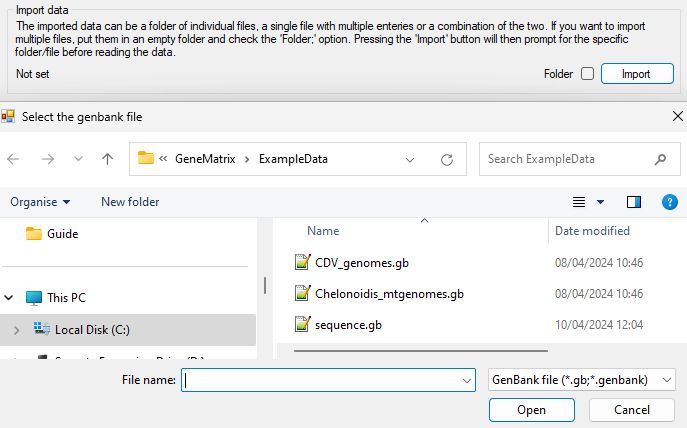 Import data
The imported data can be a folder of individual files, a single file with multiple enteries or a combination of the two. If you want to import
multiple files, put them in an empty folder and check the 'Folder;' option. Pressing the 'Import' button will then prompt for the specific
folder/file before reading the data.
Not set
Folder
Import
Select the genbank file
« GeneMatrix > ExampleData
Search ExampleData
Organise
New folder
?
Guide
This PC
Local Disk (C:)
Name
Date modified
CDV_genomes.gb 08/04/2024 10:46
Chelonoidis_mtgenomes.gb 08/04/2024 10:46
sequence.gb 10/04/2024 12:04
File name:
GenBank file (*.gb;*.genbank)
Open
Cancel